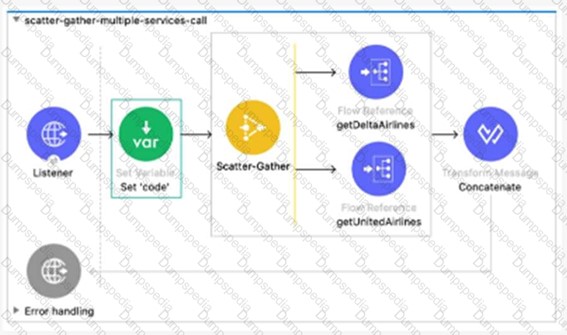 scatter-gather-multiple-services-call
Flow Reference
getDeltaAirlines
Listener
Set Variable
Set 'code'
Scatter-Gather
Transform Message
Concatenate
Flow Reference
getUnitedAirlines
Error handling